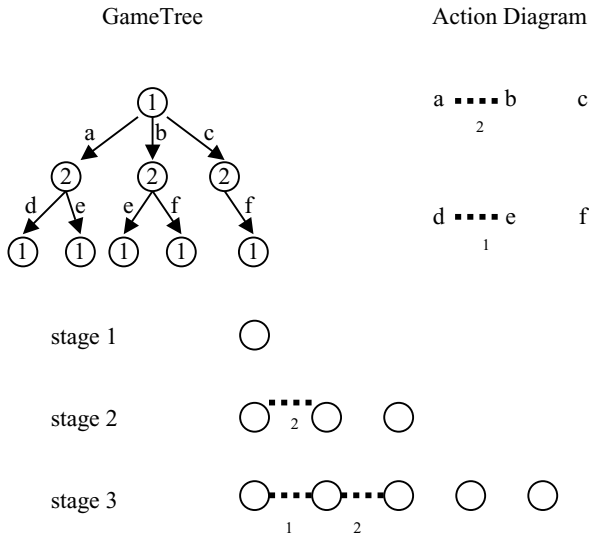 GameTree Action Diagram
1
a b c
a b c
2
2 2 2
d e e f f
d e f
1
1 1 1 1 1
stage 1
stage 2
2
stage 3
1 2